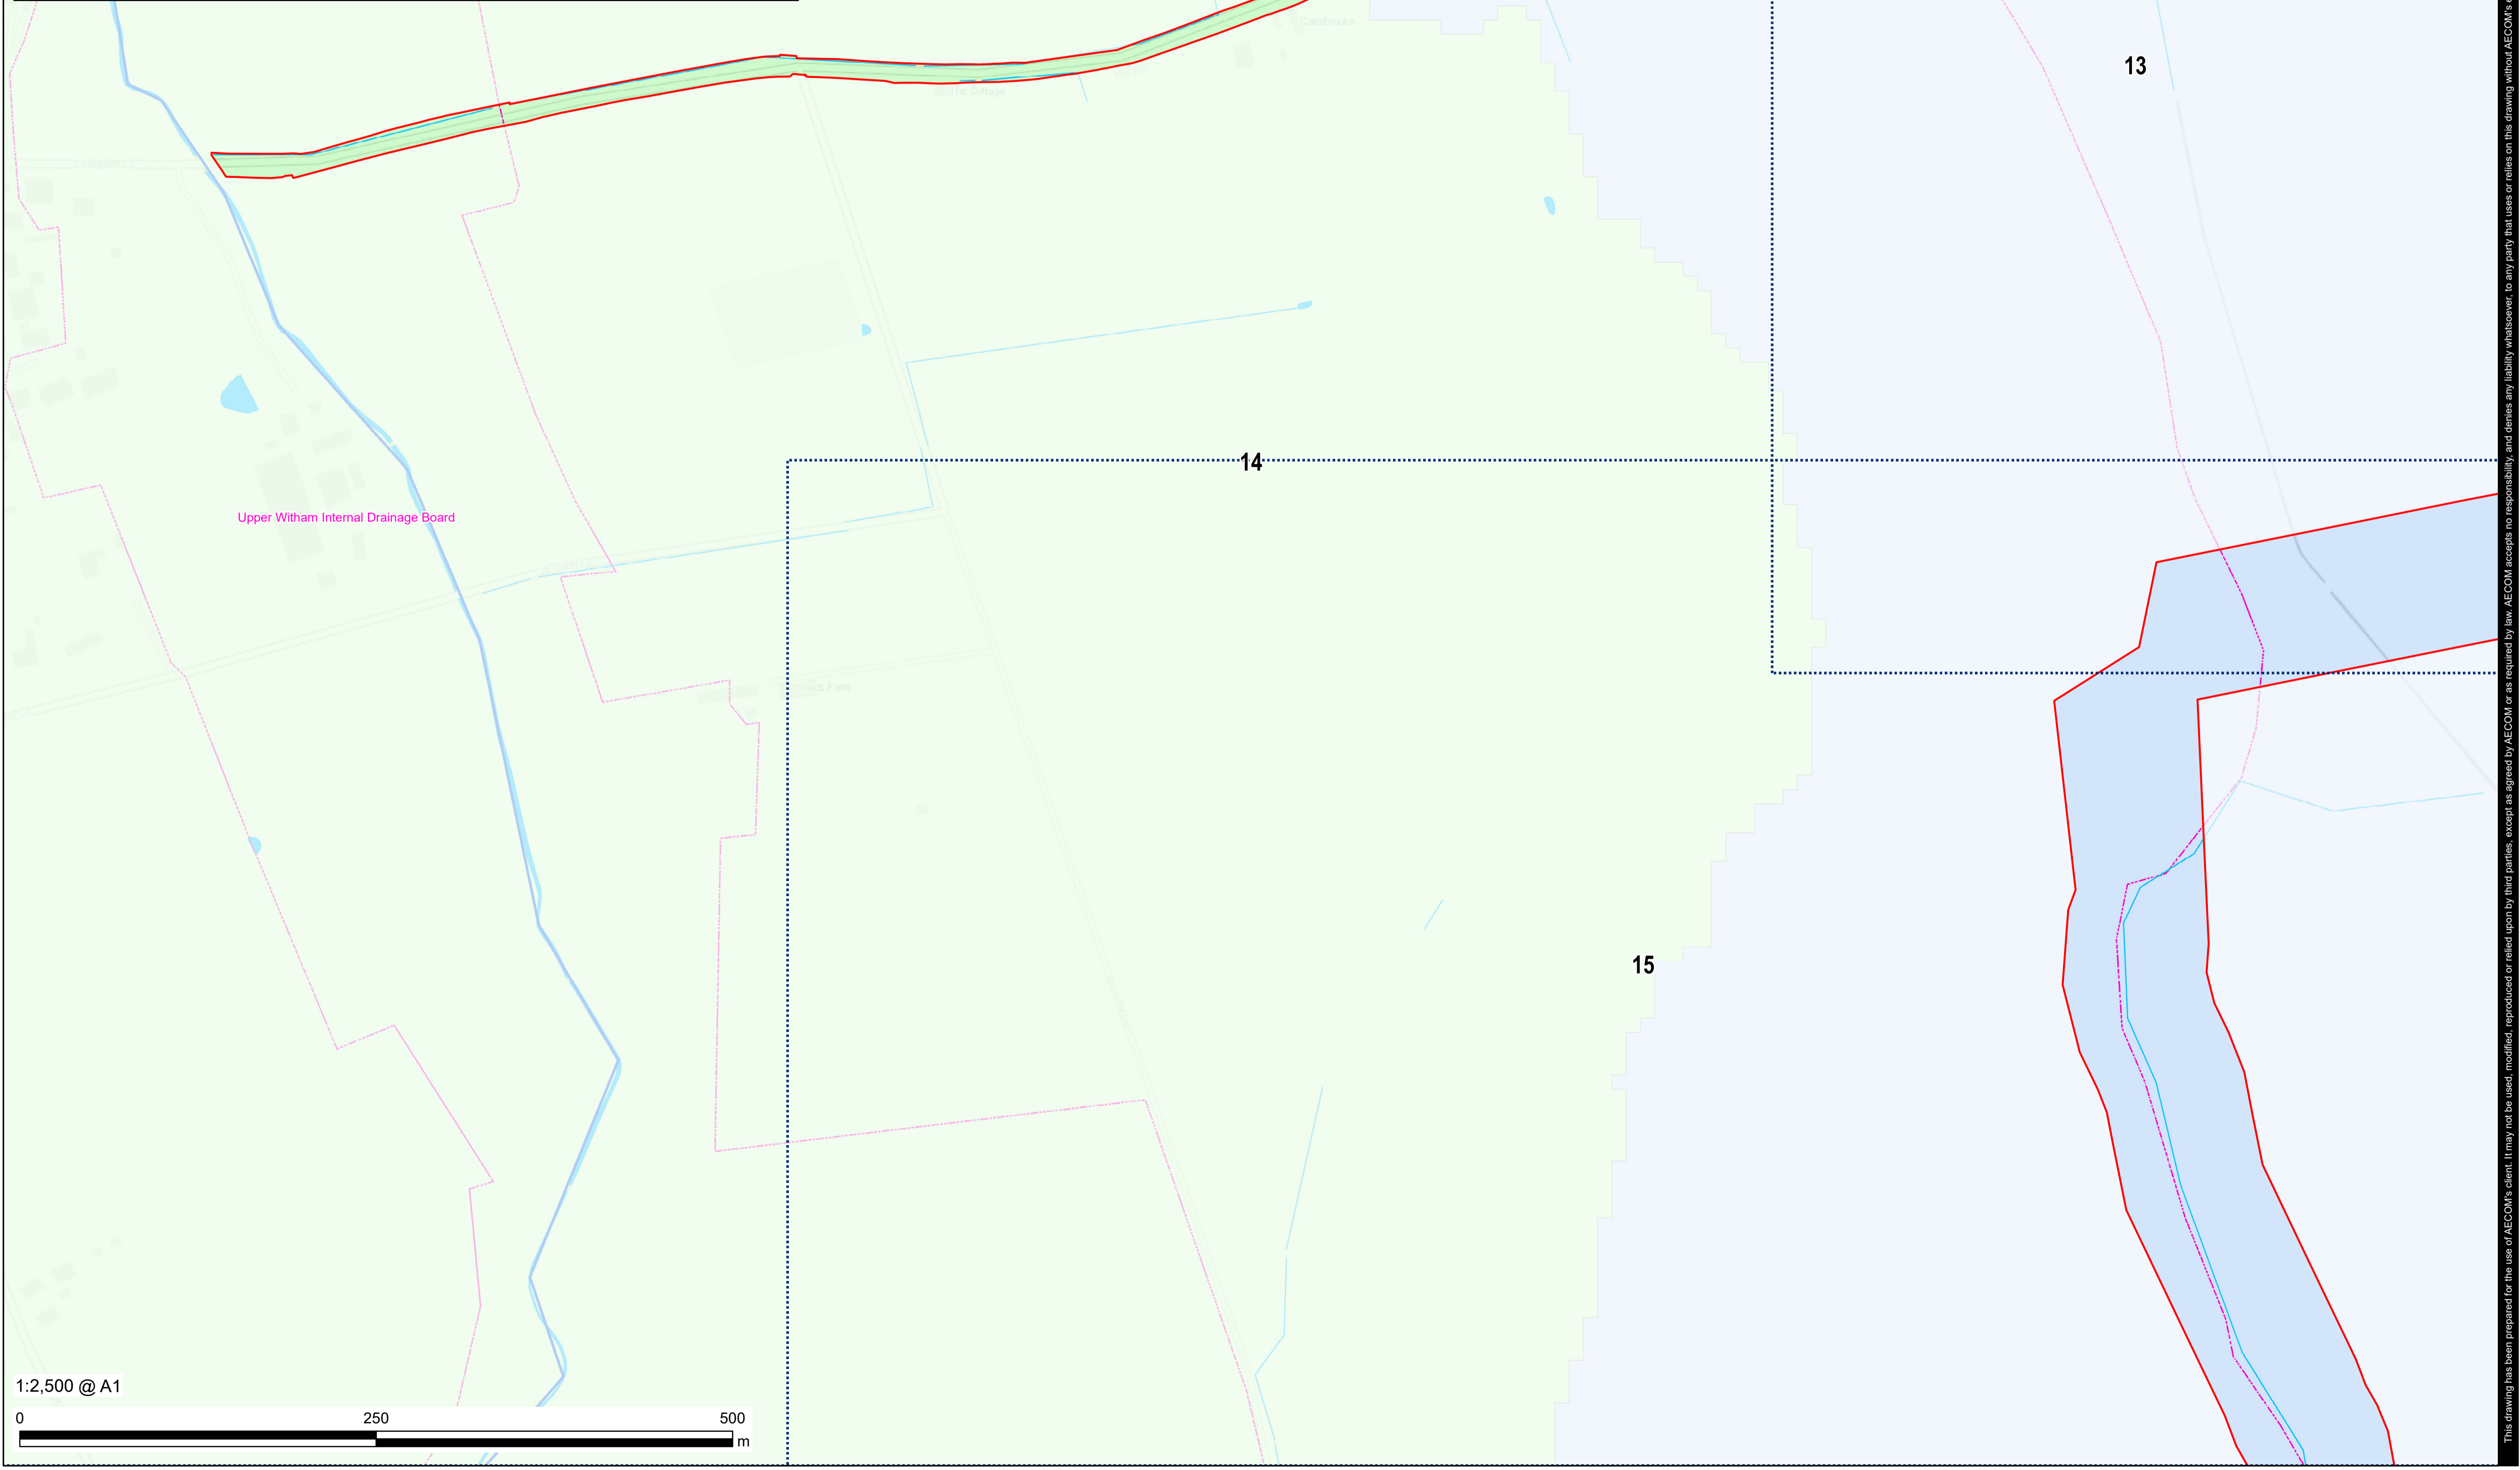 Carlsbrooke
13
The Cottage
14
Upper Witham Internal Drainage Board
15
1:2,500 @ A1
0 250 500
m
This drawing has been prepared for the use of AECOM's client. It may not be used, modified, reproduced or relied upon by third parties, except as agreed by AECOM or as required by law. AECOM accepts no responsibility, and denies any liability whatsoever, to any party that uses or relies on this drawing without AECOM's